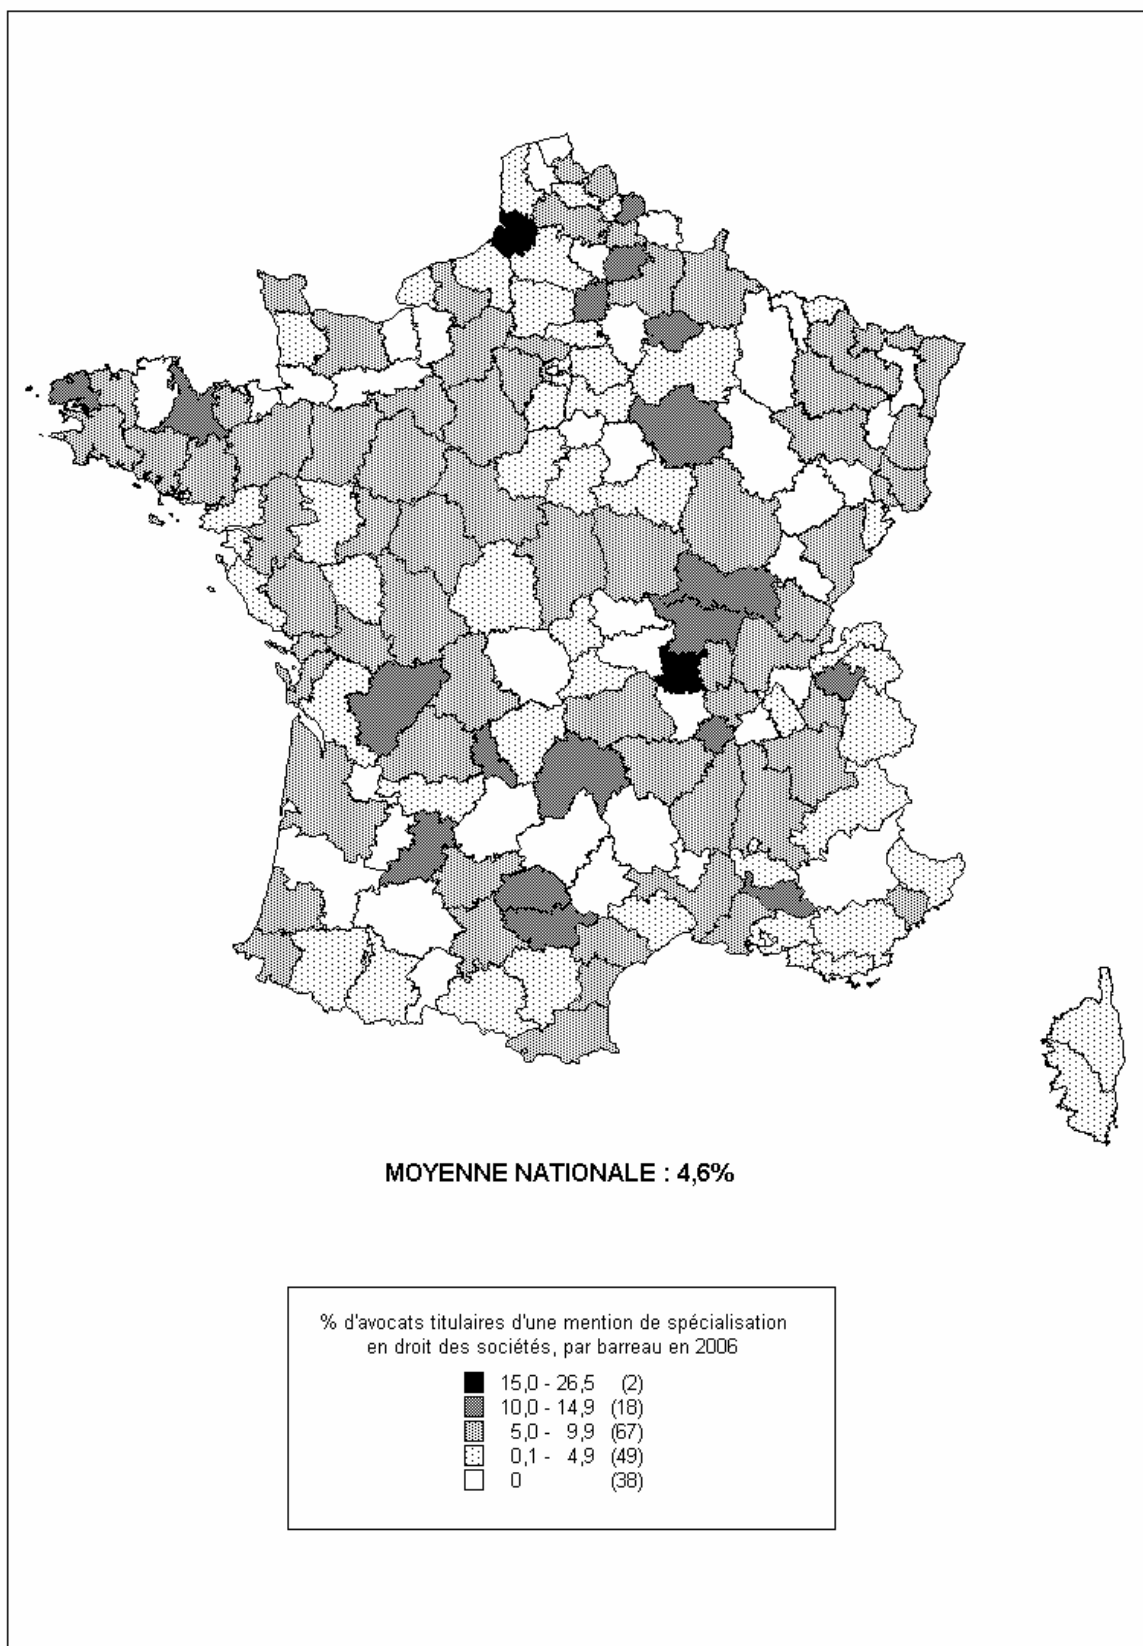 MOYENNE NATIONALE : 4,6%
% d'avocats titulaires d'une mention de spécialisation
en droit des sociétés, par barreau en 2006
15,0 - 26,5 (2)
10,0 - 14,9 (18)
5,0 - 9,9 (67)
0,1 - 4,9 (49)
0 (38)